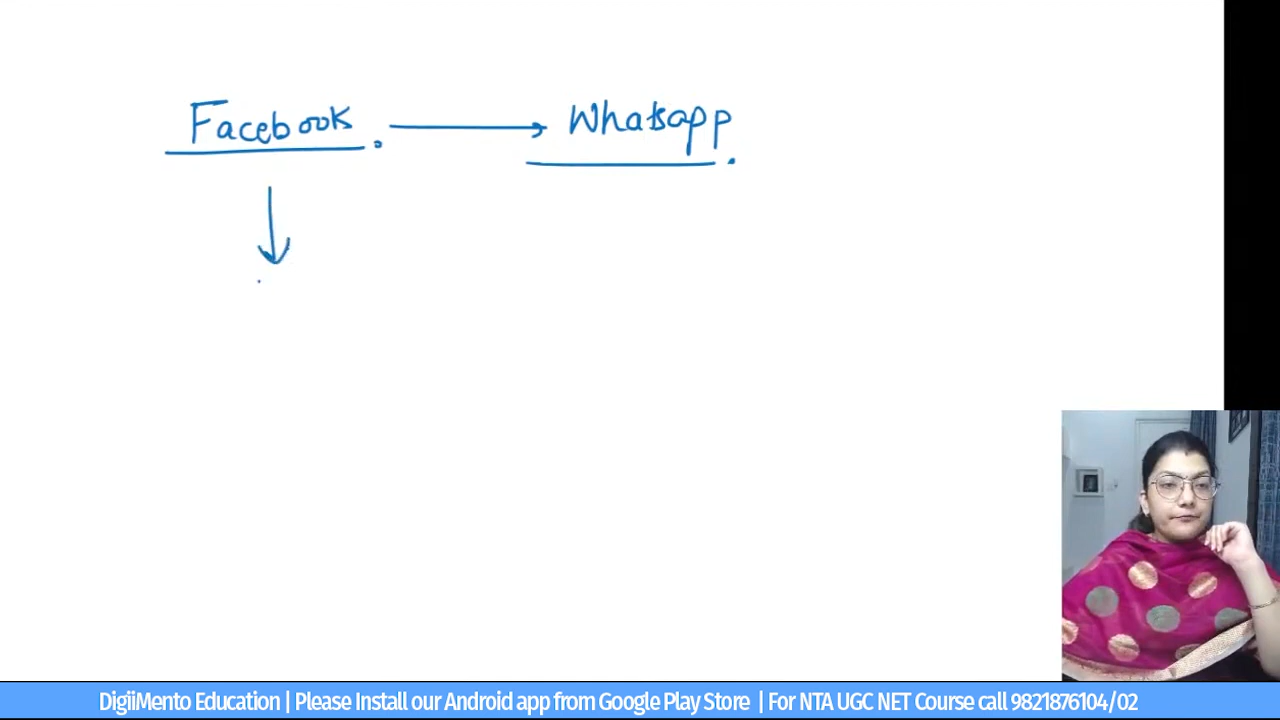 Facebook. Whatsapp.
DigiiMento Education | Please Install our Android app from Google Play Store | For NTA UGC NET Course call 9821876104/02